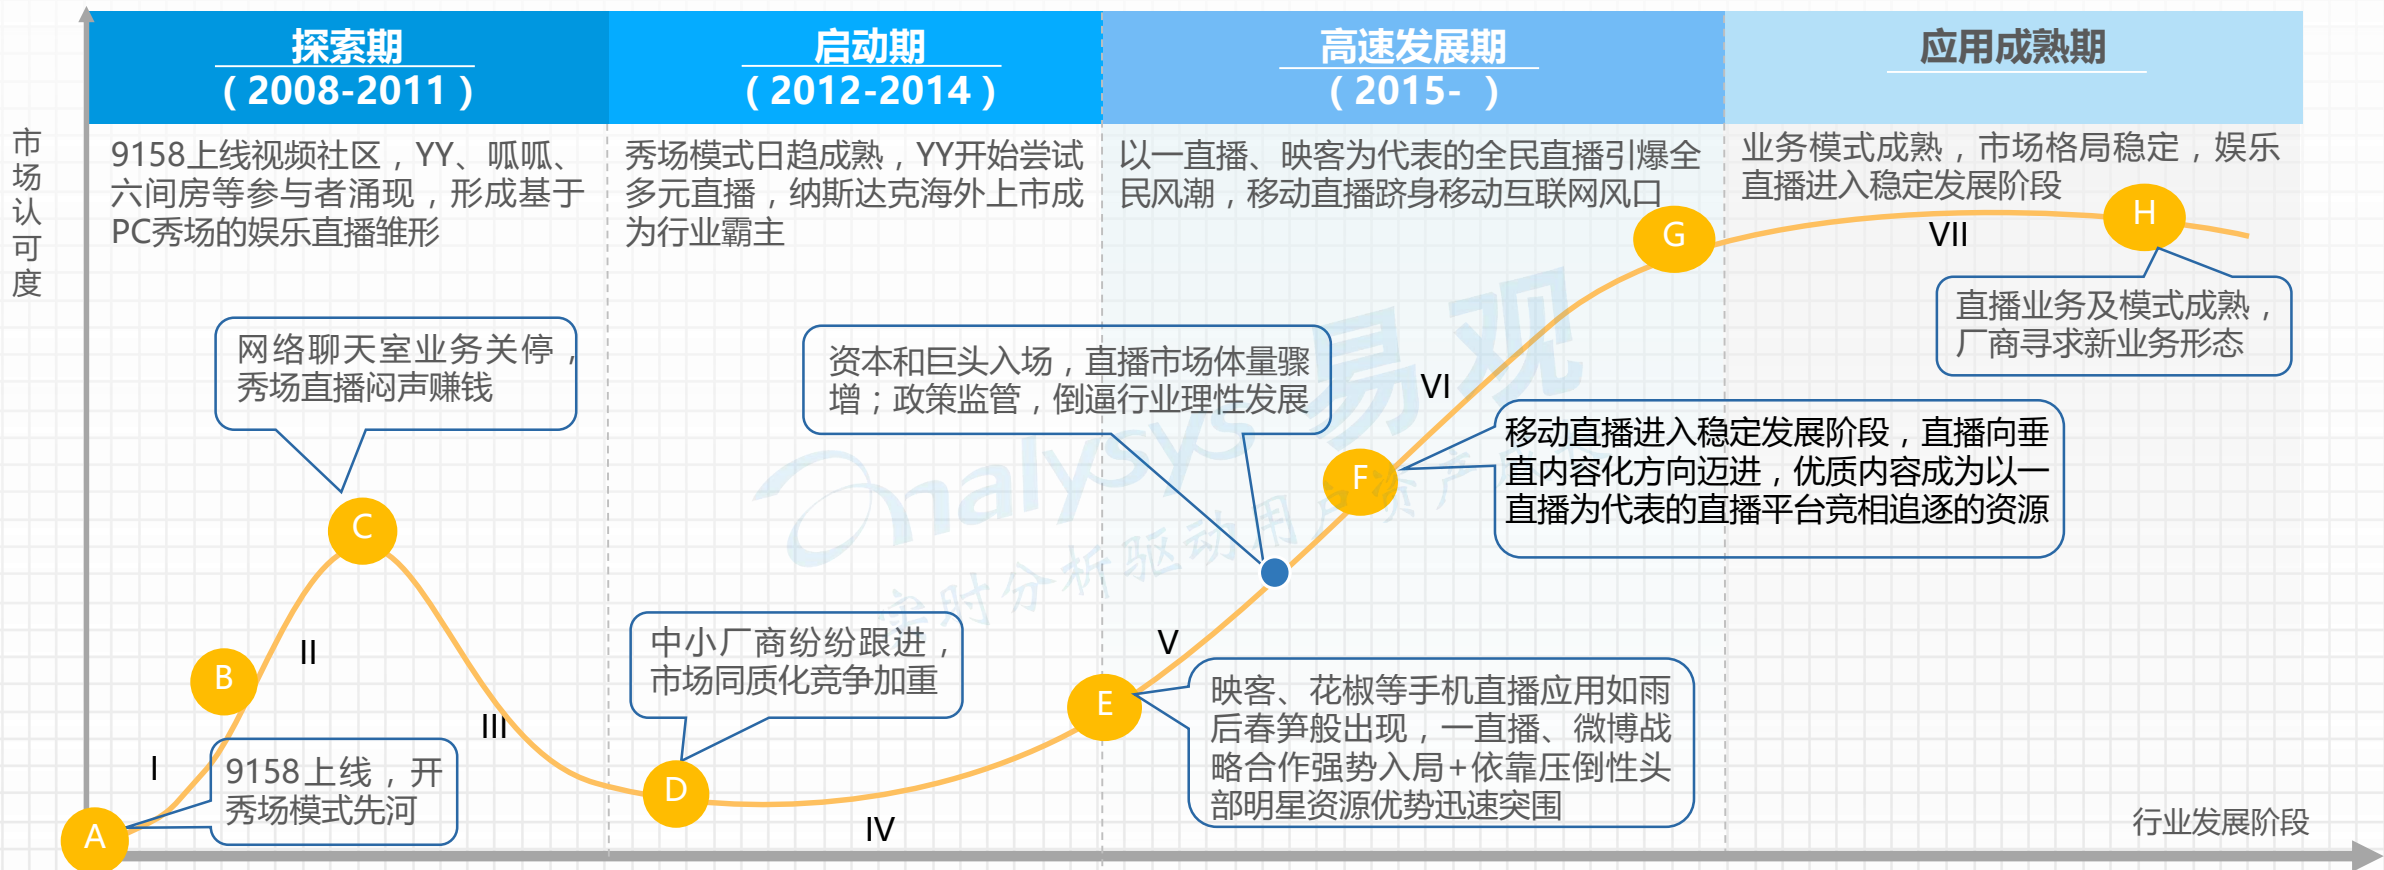 探索期
（2008-2011）
启动期
（2012-2014）
高速发展期
（2015- ）
应用成熟期
市场认可度
9158上线视频社区，YY、呱呱、
六间房等参与者涌现，形成基于
PC秀场的娱乐直播雏形
秀场模式日趋成熟，YY开始尝试
多元直播，纳斯达克海外上市成
为行业霸主
以一直播、映客为代表的全民直播引爆全
民风潮，移动直播跻身移动互联网风口
业务模式成熟，市场格局稳定，娱乐
直播进入稳定发展阶段
H
G
VII
直播业务及模式成熟，
厂商寻求新业务形态
网络聊天室业务关停，
秀场直播闷声赚钱
资本和巨头入场，直播市场体量骤
增；政策监管，倒逼行业理性发展
VI
移动直播进入稳定发展阶段，直播向垂
直内容化方向迈进，优质内容成为以一
直播为代表的直播平台竞相追逐的资源
F
C
analysys 易观
实时分析驱动用户资产成长
II
B
中小厂商纷纷跟进，
市场同质化竞争加重
V
E
映客、花椒等手机直播应用如雨
后春笋般出现，一直播、微博战
略合作强势入局+依靠压倒性头
部明星资源优势迅速突围
III
I
9158上线，开
秀场模式先河
D
A
IV
行业发展阶段